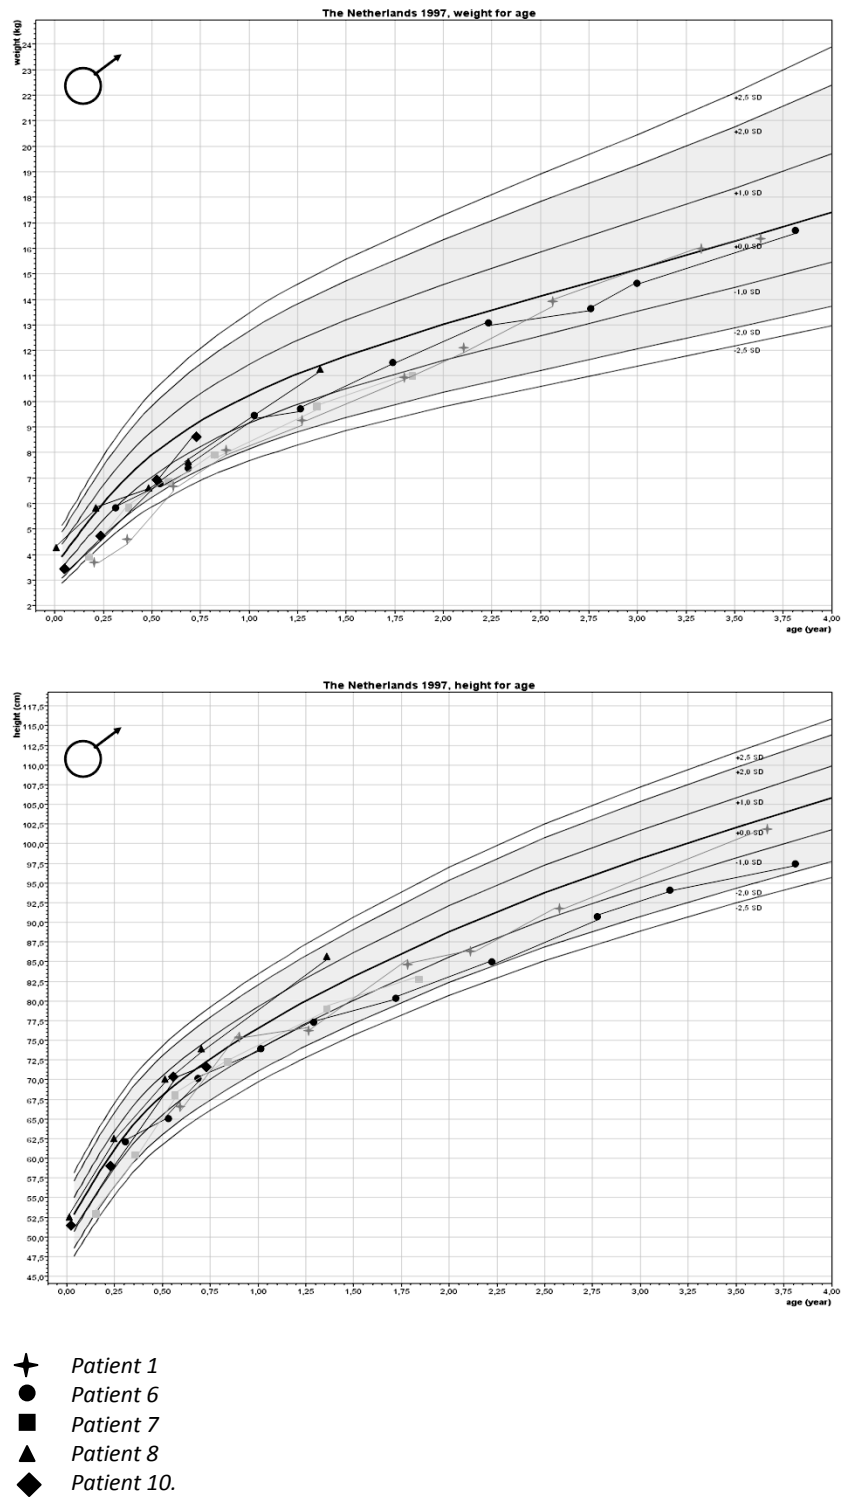 The Netherlands 1997, weight for age
weight (kg)
24
23
22
21
20
19
18
17
16
15
14
13
12
11
10
9
8
7
6
5
4
3
2
+2,5 SD
+2,0 SD
+1,0 SD
+0,0 SD
-1,0 SD
-2,0 SD
-2,5 SD
0,00 0,25 0,50 0,75 1,00 1,25 1,50 1,75 2,00 2,25 2,50 2,75 3,00 3,25 3,50 3,75 4,00
age (year)
The Netherlands 1997, height for age
height (cm)
117,5
115,0
112,5
110,0
107,5
105,0
102,5
100,0
97,5
95,0
92,5
90,0
87,5
85,0
82,5
80,0
77,5
75,0
72,5
70,0
67,5
65,0
62,5
60,0
57,5
55,0
52,5
50,0
47,5
45,0
+2,5 SD
+2,0 SD
+1,0 SD
+0,0 SD
-1,0 SD
-2,0 SD
-2,5 SD
0,00 0,25 0,50 0,75 1,00 1,25 1,50 1,75 2,00 2,25 2,50 2,75 3,00 3,25 3,50 3,75 4,00
age (year)
Patient 1
Patient 6
Patient 7
Patient 8
Patient 10.